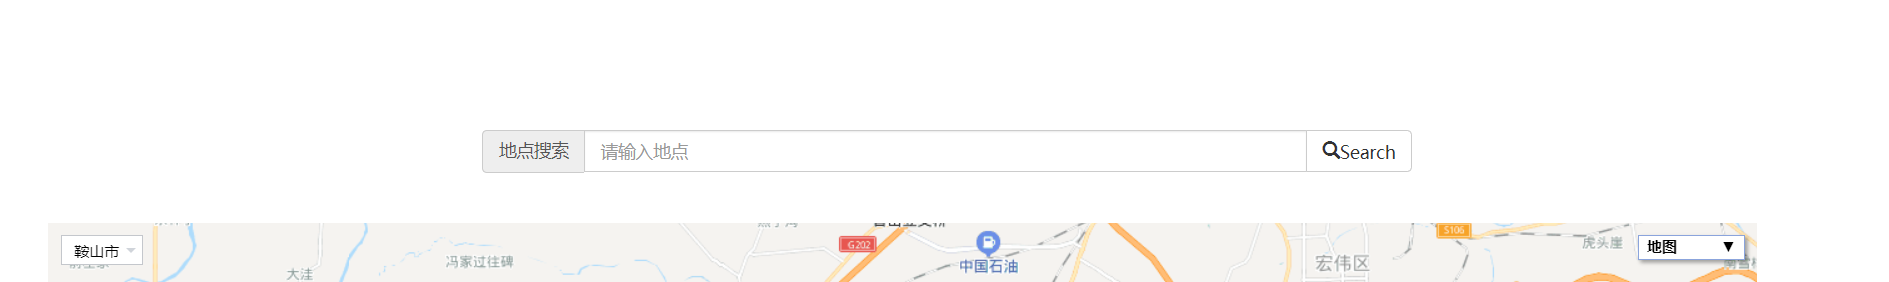 地点搜索 请输入地点 Search
鞍山市
G202
S106
虎头崖
地图 ▼
冯家过往碑
大洼
中国石油
宏伟区